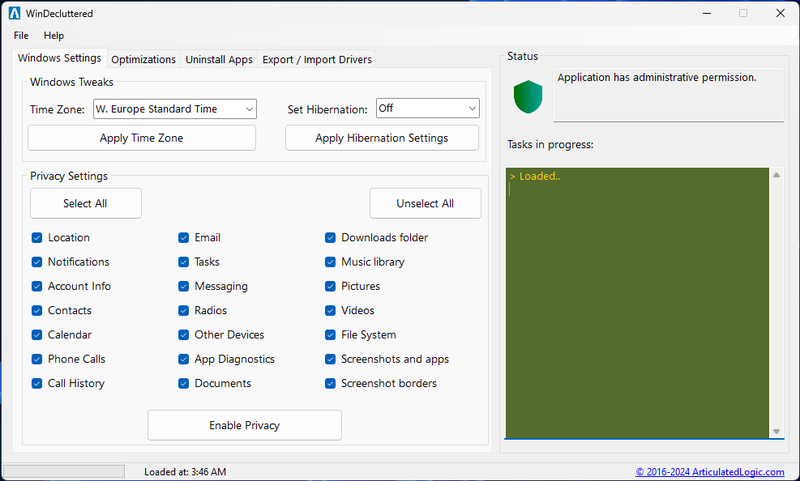 WinDecluttered
File Help
Windows Settings Optimizations Uninstall Apps Export / Import Drivers
Windows Tweaks
Time Zone: W. Europe Standard Time Set Hibernation: Off
Apply Time Zone Apply Hibernation Settings
Privacy Settings
Select All Unselect All
Location Email Downloads folder
Notifications Tasks Music library
Account Info Messaging Pictures
Contacts Radios Videos
Calendar Other Devices File System
Phone Calls App Diagnostics Screenshots and apps
Call History Documents Screenshot borders
Enable Privacy
Status
Application has administrative permission.
Tasks in progress:
> Loaded..
Loaded at: 3:46 AM
© 2016-2024 ArticulatedLogic.com